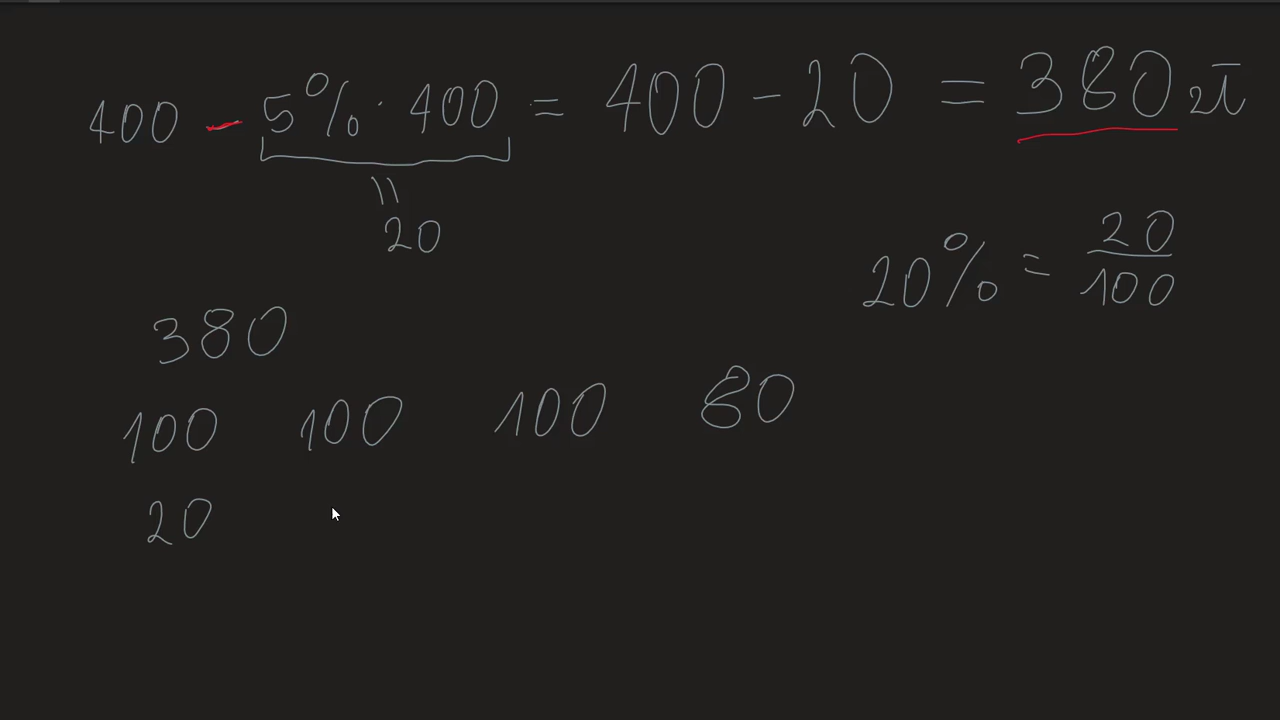 400 - 5% · 400 = 400 - 20 = 380 zł
20
20% = 20/100
380
100 100 100 80
20